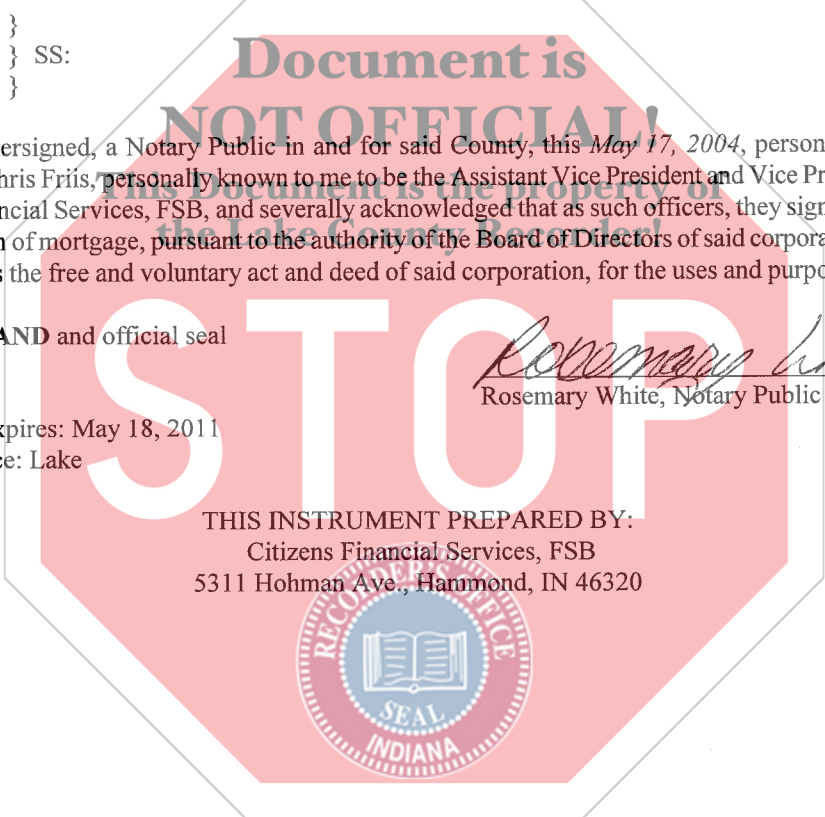 }
} SS:
}
Document is
NOT OFFICIAL!
ersigned, a Notary Public in and for said County, this May 17, 2004, person
hris Friis, personally known to me to be the Assistant Vice President and Vice Pr
This Document is the property of
ncial Services, FSB, and severally acknowledged that as such officers, they sign
the Lake County Recorder!
n of mortgage, pursuant to the authority of the Board of Directors of said corpora
s the free and voluntary act and deed of said corporation, for the uses and purpo
STOP
AND and official seal
Rosemary
Rosemary White, Notary Public
xpires: May 18, 2011
ce: Lake
THIS INSTRUMENT PREPARED BY:
Citizens Financial Services, FSB
5311 Hohman Ave., Hammond, IN 46320
RECORDER'S OFFICE
SEAL
INDIANA